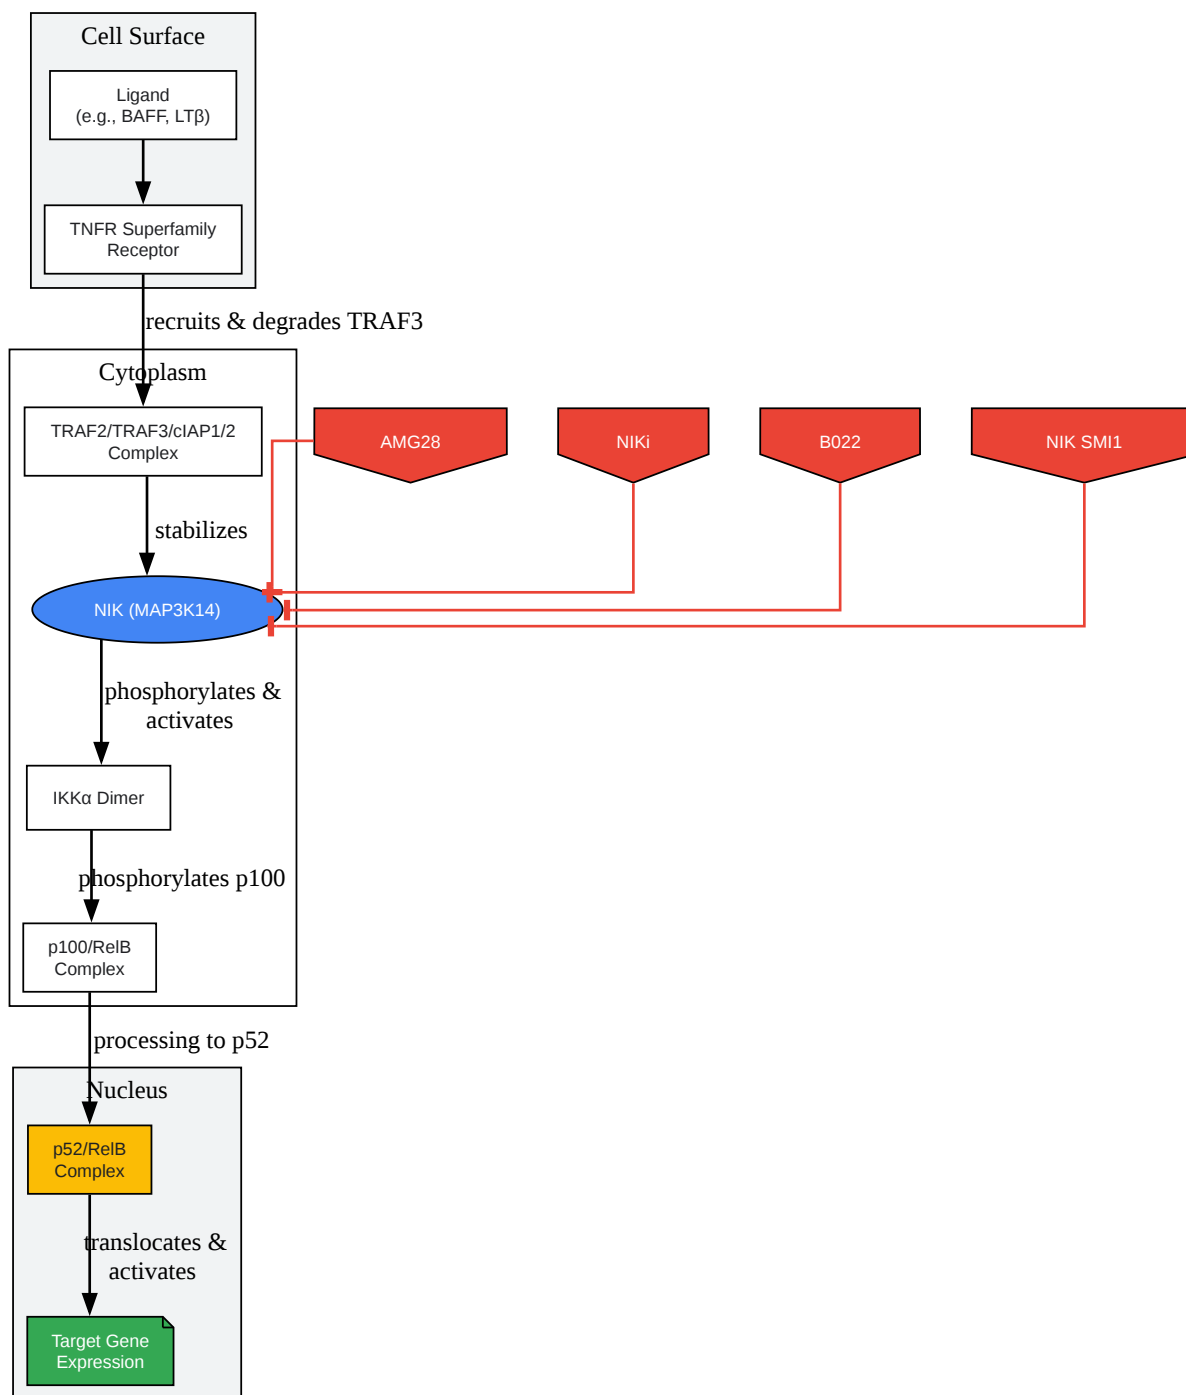 Cell Surface
Ligand
(e.g., BAFF, LTβ)
TNFR Superfamily
Receptor
recruits & degrades TRAF3
Cytoplasm
TRAF2/TRAF3/cIAP1/2
Complex
AMG28
NIKi
B022
NIK SMI1
stabilizes
NIK (MAP3K14)
phosphorylates &
activates
IKKα Dimer
phosphorylates p100
p100/RelB
Complex
processing to p52
Nucleus
p52/RelB
Complex
translocates &
activates
Target Gene
Expression